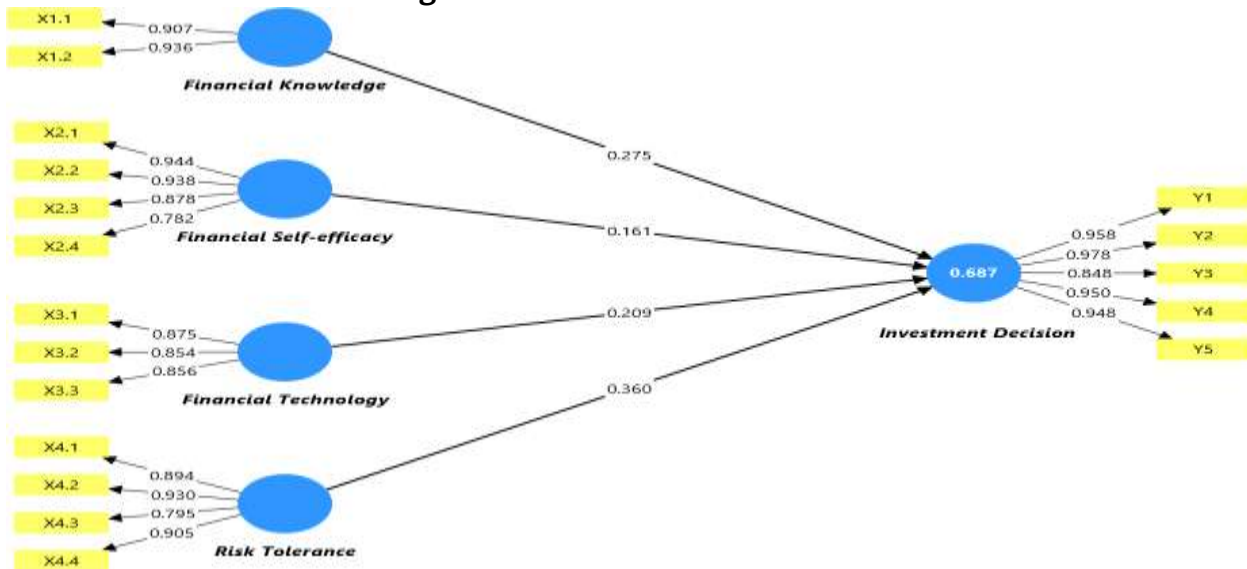 g
X1.1
0.907
0.936
X1.2
Financial Knowledge
X2.1
0.944
X2.2
0.938
X2.3
0.878
0.782
X2.4
Financial Self-efficacy
X3.1
0.875
X3.2
0.854
0.856
X3.3
Financial Technology
X4.1
0.894
X4.2
0.930
X4.3
0.795
0.905
X4.4
Risk Tolerance
0.275
0.161
0.209
0.360
0.687
Investment Decision
Y1
0.958
Y2
0.978
Y3
0.848
0.950
Y4
0.948
Y5